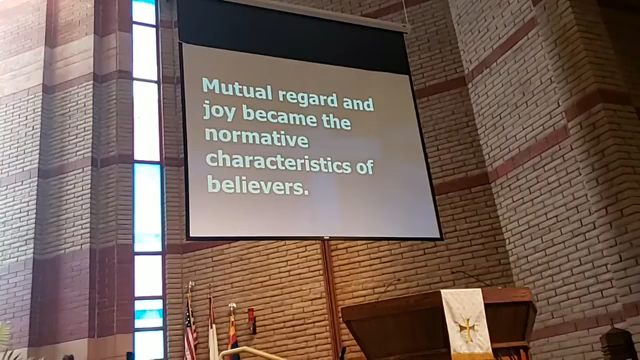 Mutual regard and
joy became the
normative
characteristics of
believers.